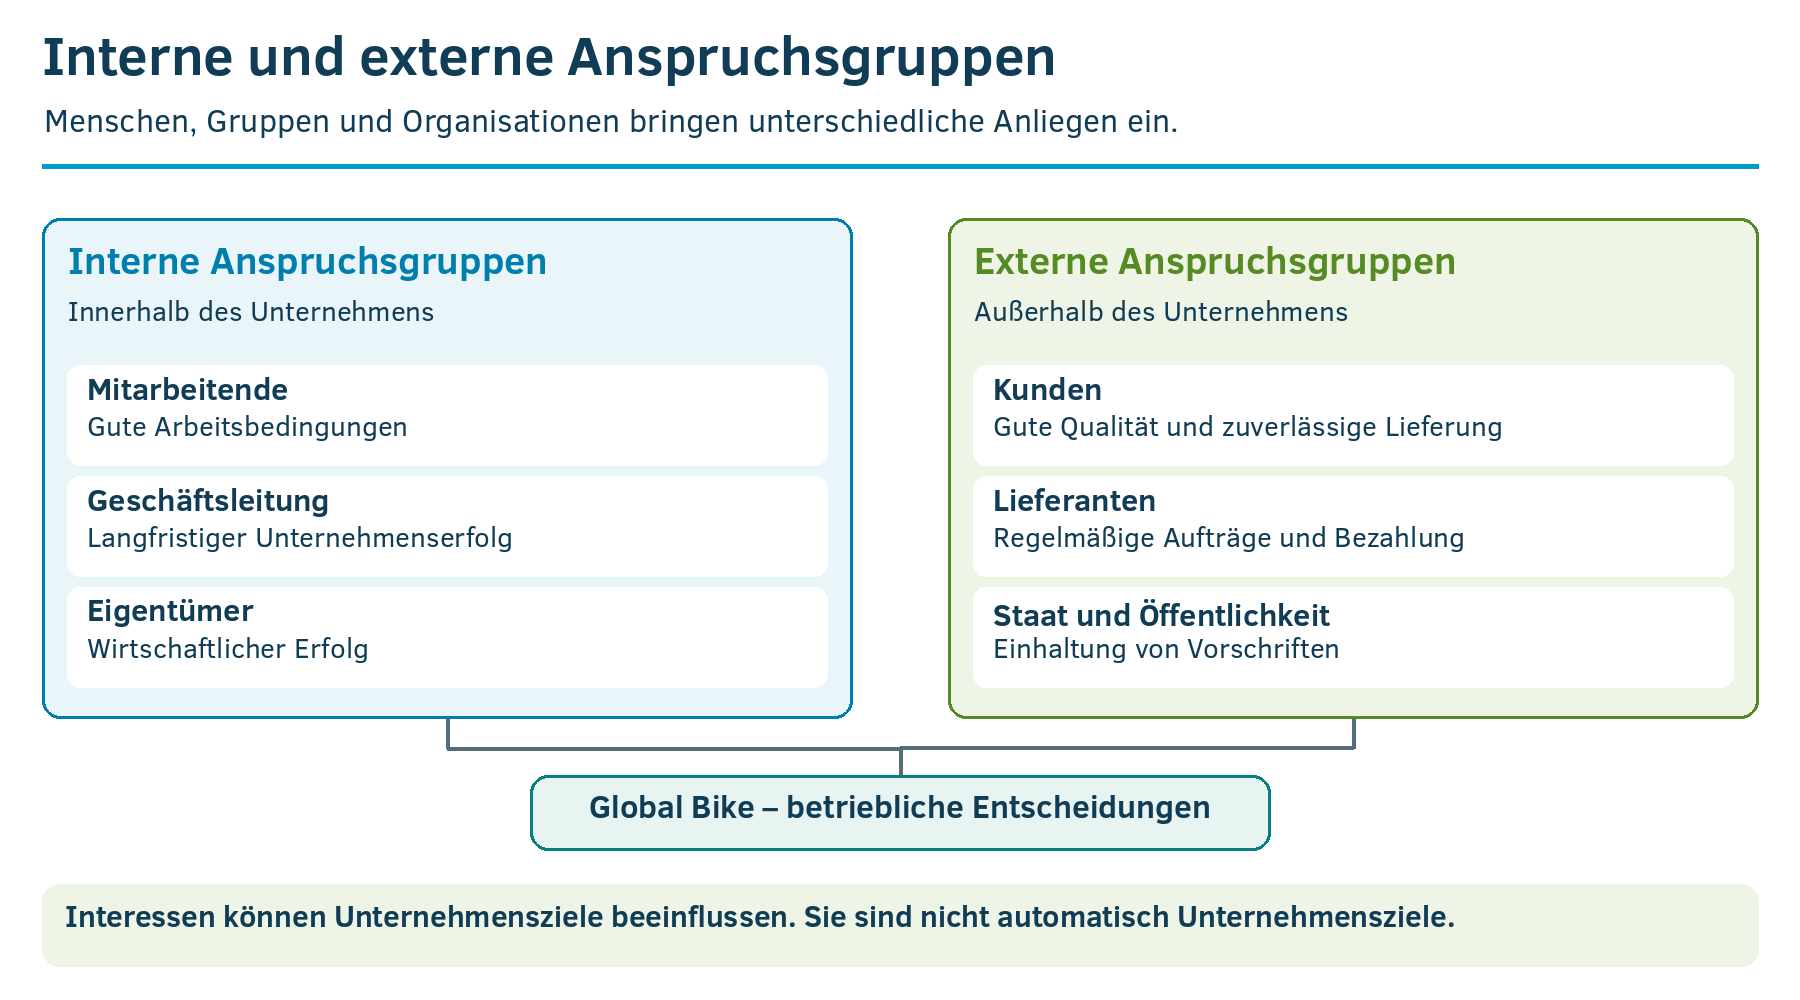 Interne und externe Anspruchsgruppen
Menschen, Gruppen und Organisationen bringen unterschiedliche Anliegen ein.
Interne Anspruchsgruppen
Innerhalb des Unternehmens
Mitarbeitende
Gute Arbeitsbedingungen
Geschäftsleitung
Langfristiger Unternehmenserfolg
Eigentümer
Wirtschaftlicher Erfolg
Externe Anspruchsgruppen
Außerhalb des Unternehmens
Kunden
Gute Qualität und zuverlässige Lieferung
Lieferanten
Regelmäßige Aufträge und Bezahlung
Staat und Öffentlichkeit
Einhaltung von Vorschriften
Global Bike – betriebliche Entscheidungen
Interessen können Unternehmensziele beeinflussen. Sie sind nicht automatisch Unternehmensziele.